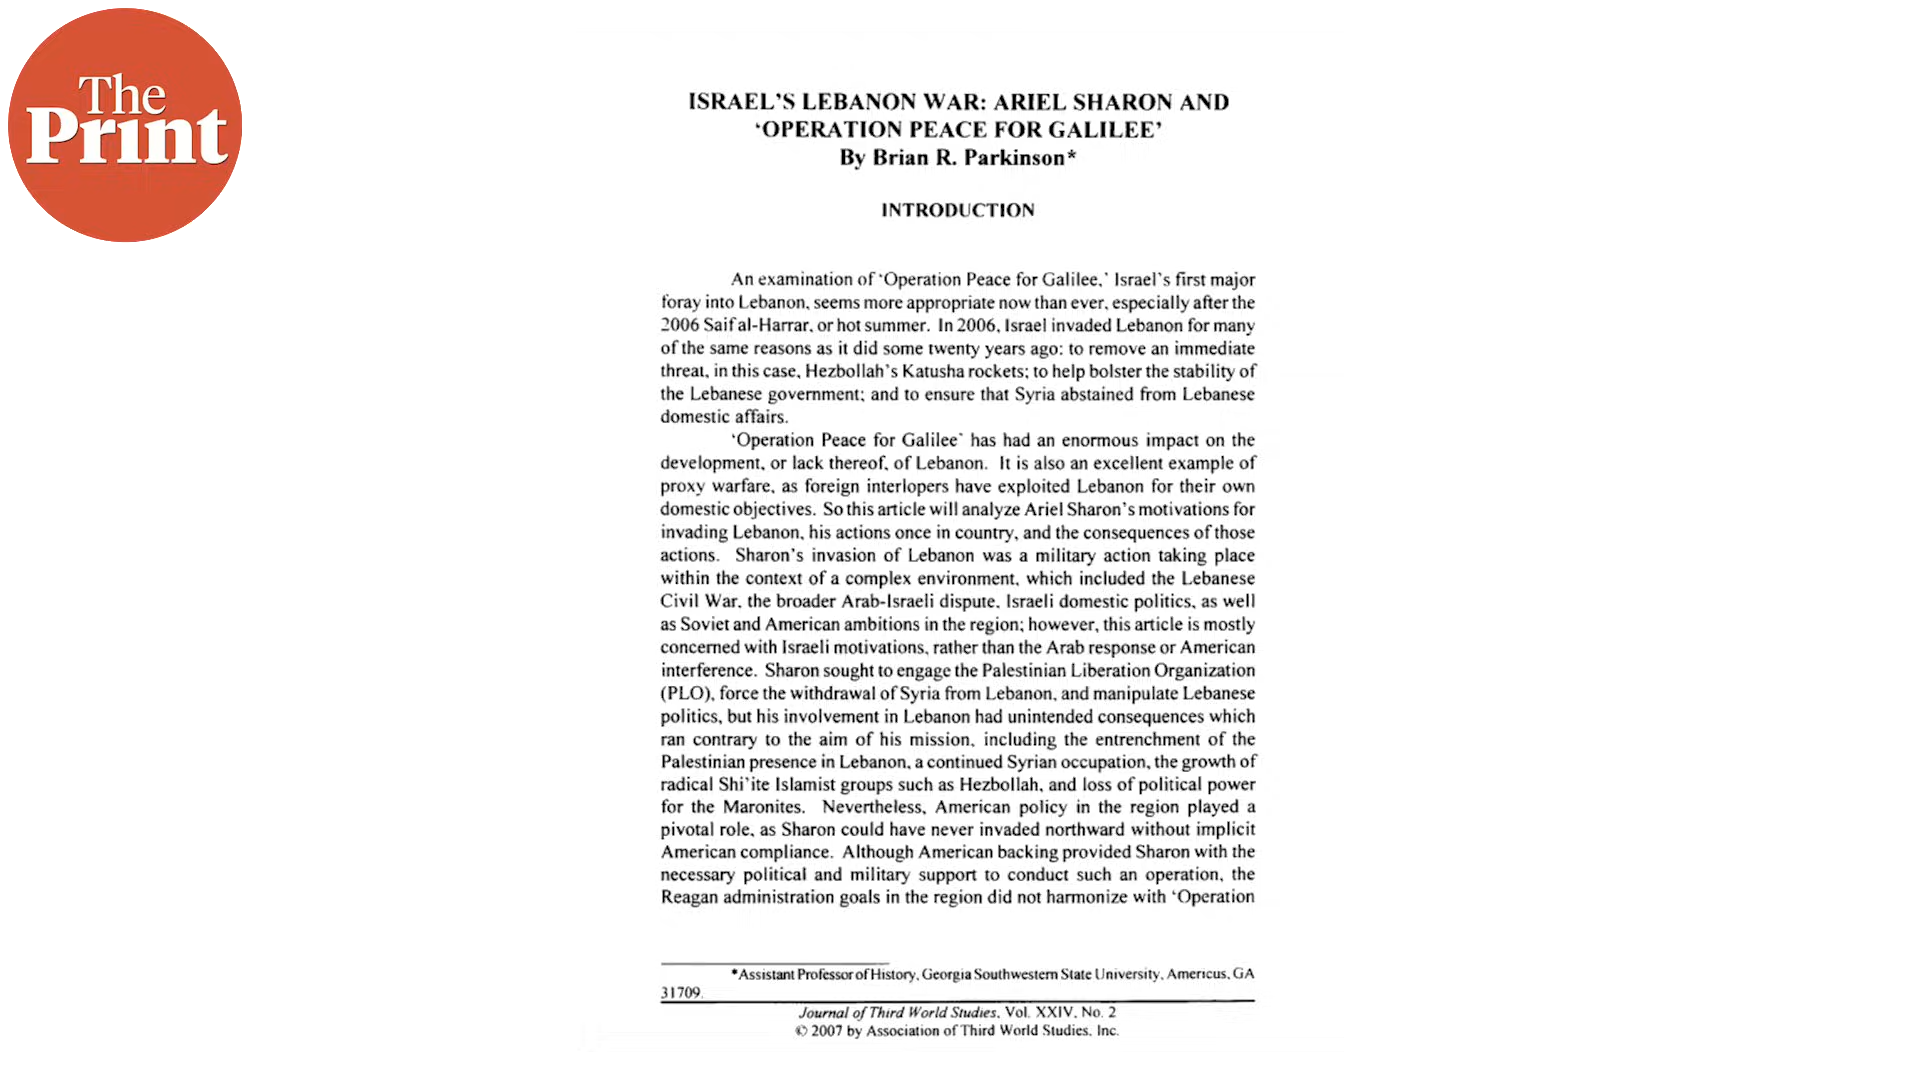 The
Print
ISRAEL'S LEBANON WAR: ARIEL SHARON AND
'OPERATION PEACE FOR GALILEE'
By Brian R. Parkinson*
INTRODUCTION
An examination of 'Operation Peace for Galilee,' Israel's first major
foray into Lebanon, seems more appropriate now than ever, especially after the
2006 Saif al-Harrar, or hot summer. In 2006, Israel invaded Lebanon for many
of the same reasons as it did some twenty years ago: to remove an immediate
threat, in this case, Hezbollah's Katusha rockets; to help bolster the stability of
the Lebanese government; and to ensure that Syria abstained from Lebanese
domestic affairs.
'Operation Peace for Galilee' has had an enormous impact on the
development, or lack thereof, of Lebanon. It is also an excellent example of
proxy warfare, as foreign interlopers have exploited Lebanon for their own
domestic objectives. So this article will analyze Ariel Sharon's motivations for
invading Lebanon, his actions once in country, and the consequences of those
actions. Sharon's invasion of Lebanon was a military action taking place
within the context of a complex environment, which included the Lebanese
Civil War, the broader Arab-Israeli dispute, Israeli domestic politics, as well
as Soviet and American ambitions in the region; however, this article is mostly
concerned with Israeli motivations, rather than the Arab response or American
interference. Sharon sought to engage the Palestinian Liberation Organization
(PLO), force the withdrawal of Syria from Lebanon, and manipulate Lebanese
politics, but his involvement in Lebanon had unintended consequences which
ran contrary to the aim of his mission, including the entrenchment of the
Palestinian presence in Lebanon, a continued Syrian occupation, the growth of
radical Shi'ite Islamist groups such as Hezbollah, and loss of political power
for the Maronites. Nevertheless, American policy in the region played a
pivotal role, as Sharon could have never invaded northward without implicit
American compliance. Although American backing provided Sharon with the
necessary political and military support to conduct such an operation, the
Reagan administration goals in the region did not harmonize with 'Operation
*Assistant Professor of History, Georgia Southwestern State University, Americus, GA
31709.
Journal of Third World Studies, Vol. XXIV, No. 2
© 2007 by Association of Third World Studies, Inc.